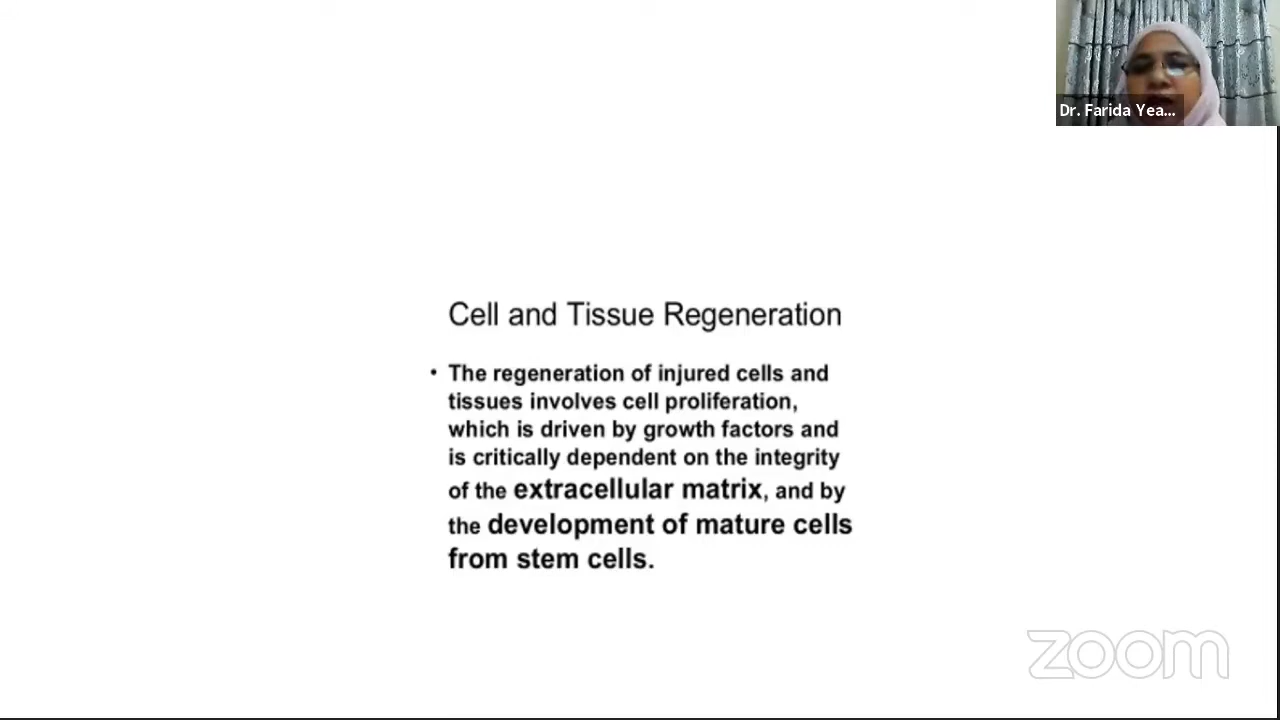 Dr. Farida Yea...
Cell and Tissue Regeneration
• The regeneration of injured cells and
tissues involves cell proliferation,
which is driven by growth factors and
is critically dependent on the integrity
of the extracellular matrix, and by
the development of mature cells
from stem cells.
zoom